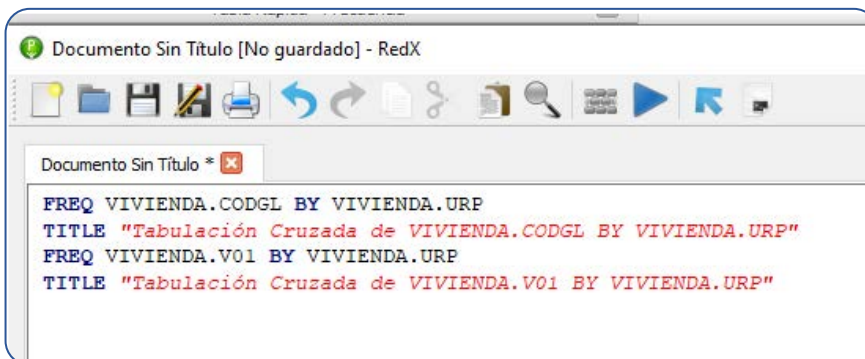 Documento Sin Título [No guardado] - RedX
Documento Sin Título *
FREQ VIVIENDA.CODGL BY VIVIENDA.URP
TITLE "Tabulación Cruzada de VIVIENDA.CODGL BY VIVIENDA.URP"
FREQ VIVIENDA.V01 BY VIVIENDA.URP
TITLE "Tabulación Cruzada de VIVIENDA.V01 BY VIVIENDA.URP"